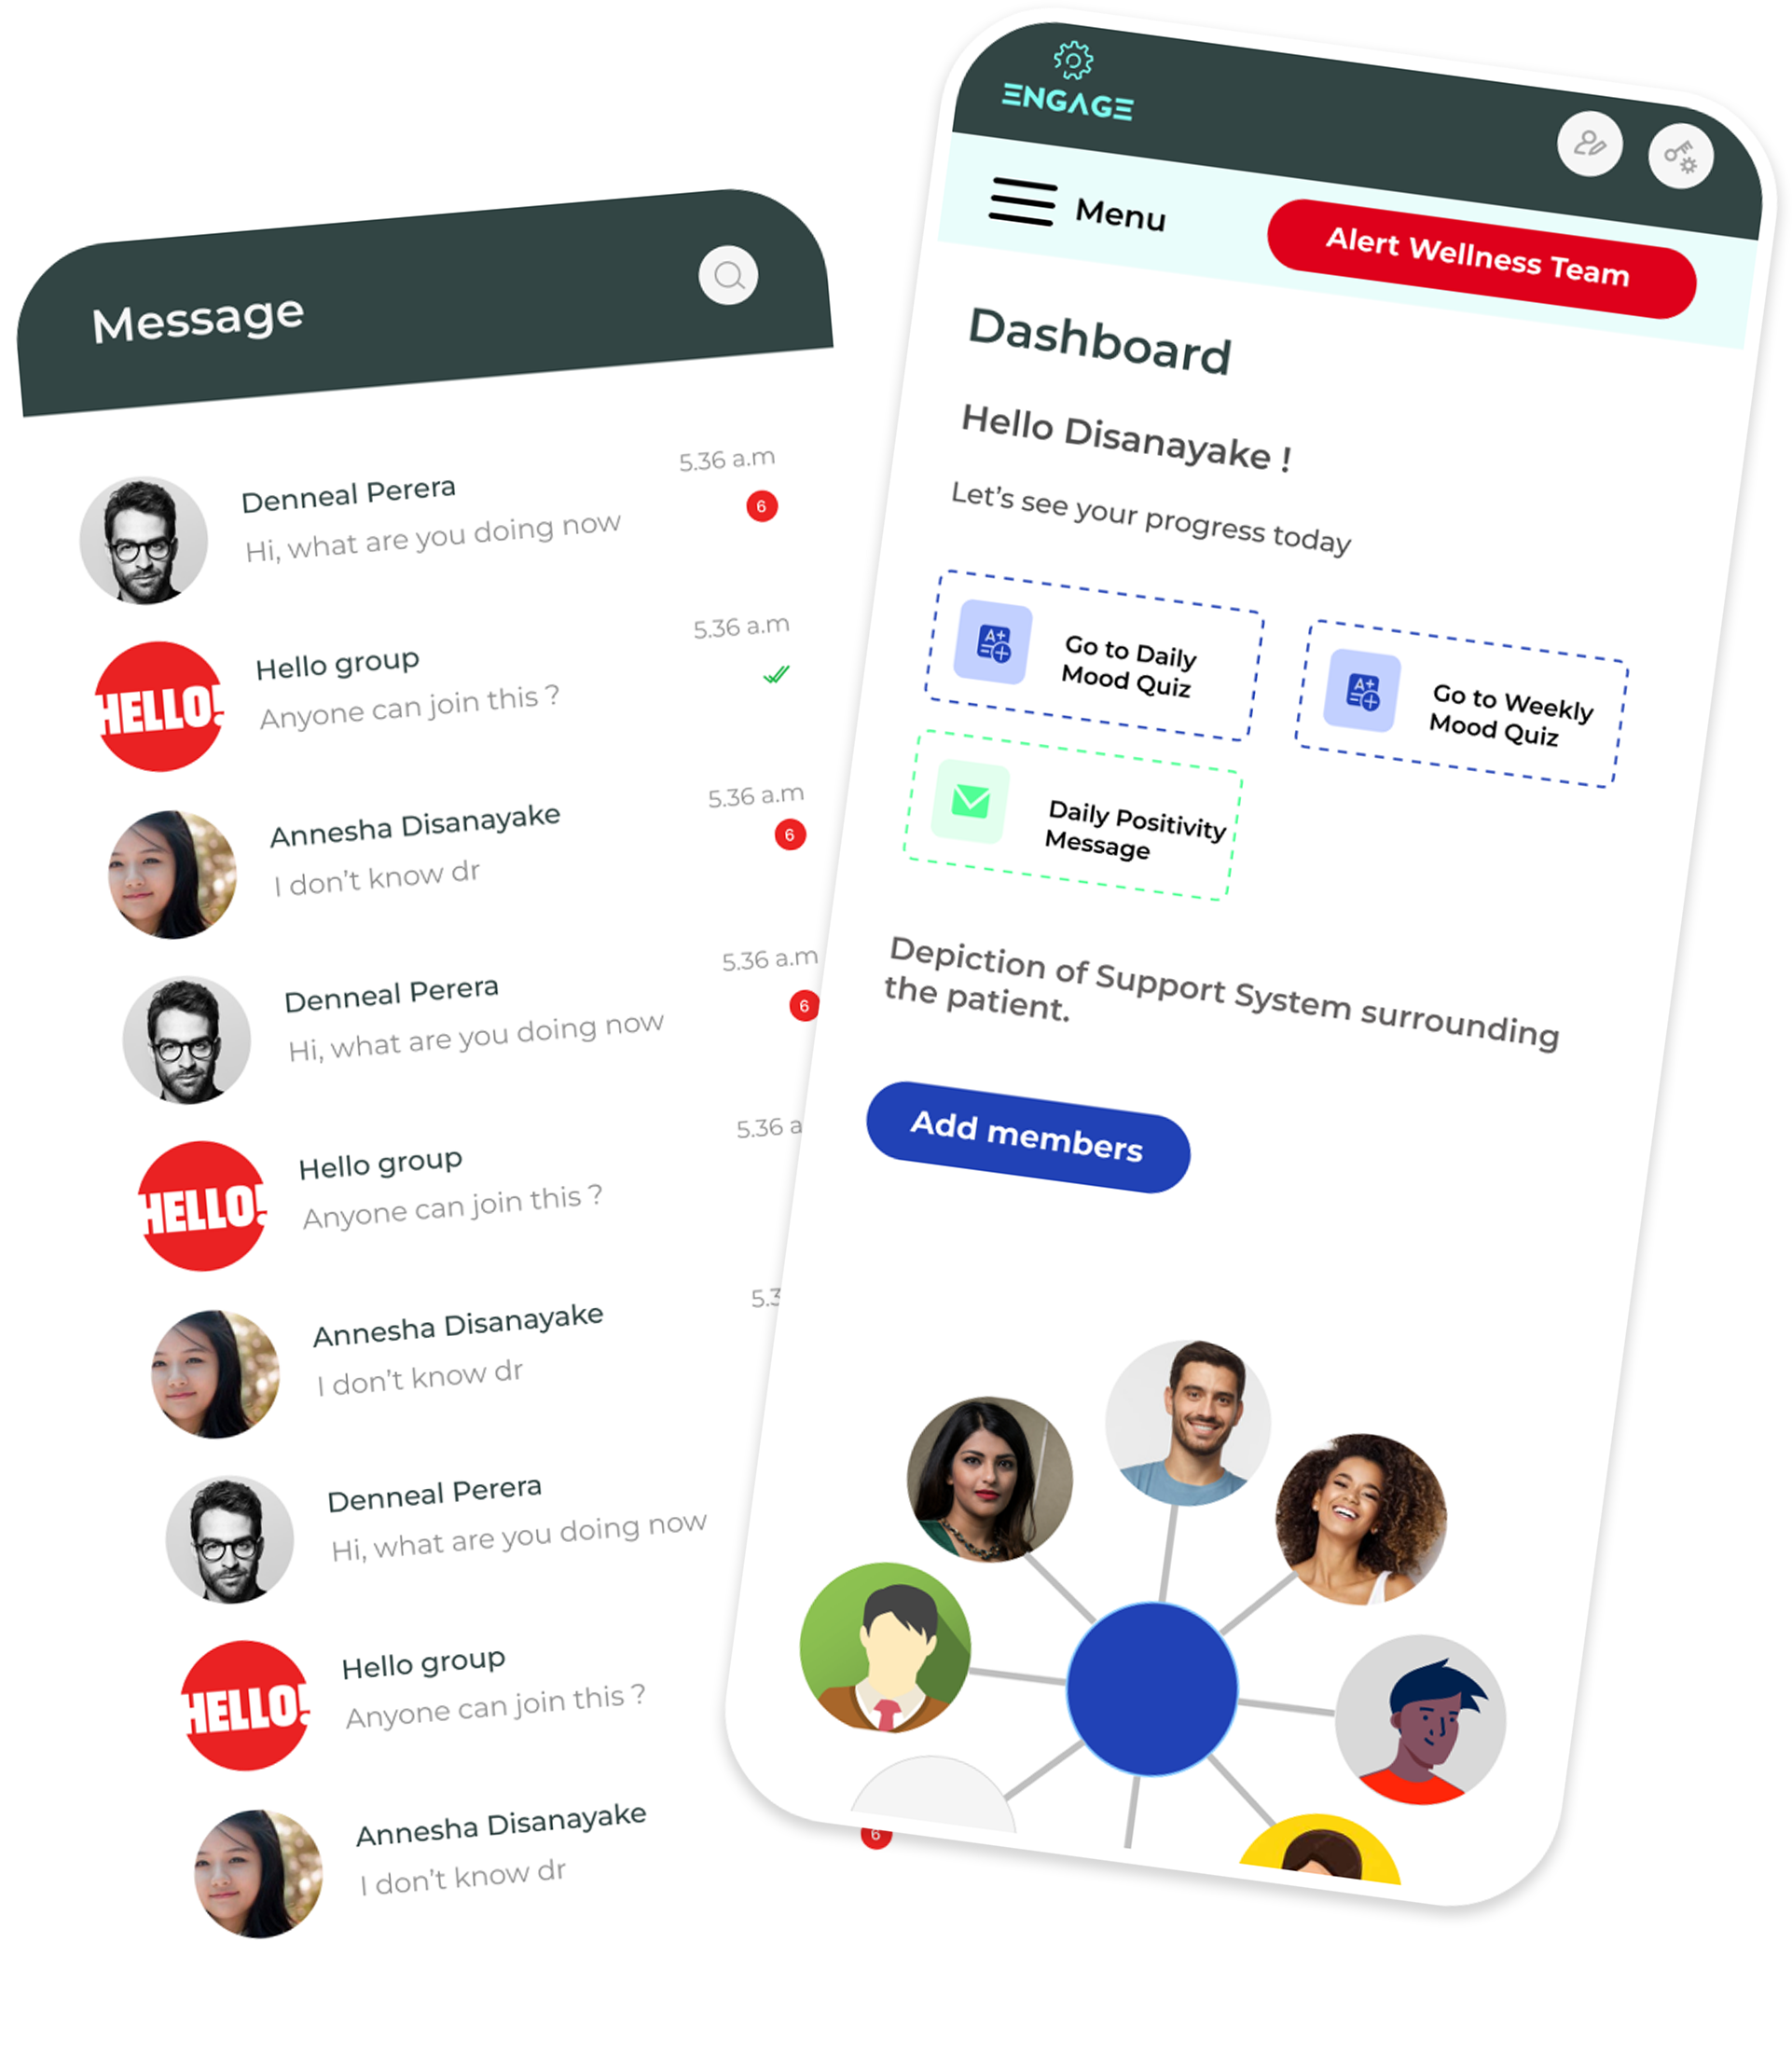 Message
Denneal Perera
5.36 a.m
Hi, what are you doing now
6
Hello group
5.36 a.m
HELLO!
Anyone can join this ?
Annesha Disanayake
5.36 a.m
I don't know dr
6
Denneal Perera
5.36 a.m
Hi, what are you doing now
6
Hello group
5.36 a
HELLO!
Anyone can join this ?
Annesha Disanayake
5.3
I don't know dr
Denneal Perera
Hi, what are you doing now
Hello group
HELLO!
Anyone can join this ?
Annesha Disanayake
6
I don't know dr
ENGAGE
Menu
Alert Wellness Team
Dashboard
Hello Disanayake !
Let's see your progress today
A+
Go to Daily
Mood Quiz
A+
Go to Weekly
Mood Quiz
Daily Positivity
Message
Depiction of Support System surrounding
the patient.
Add members